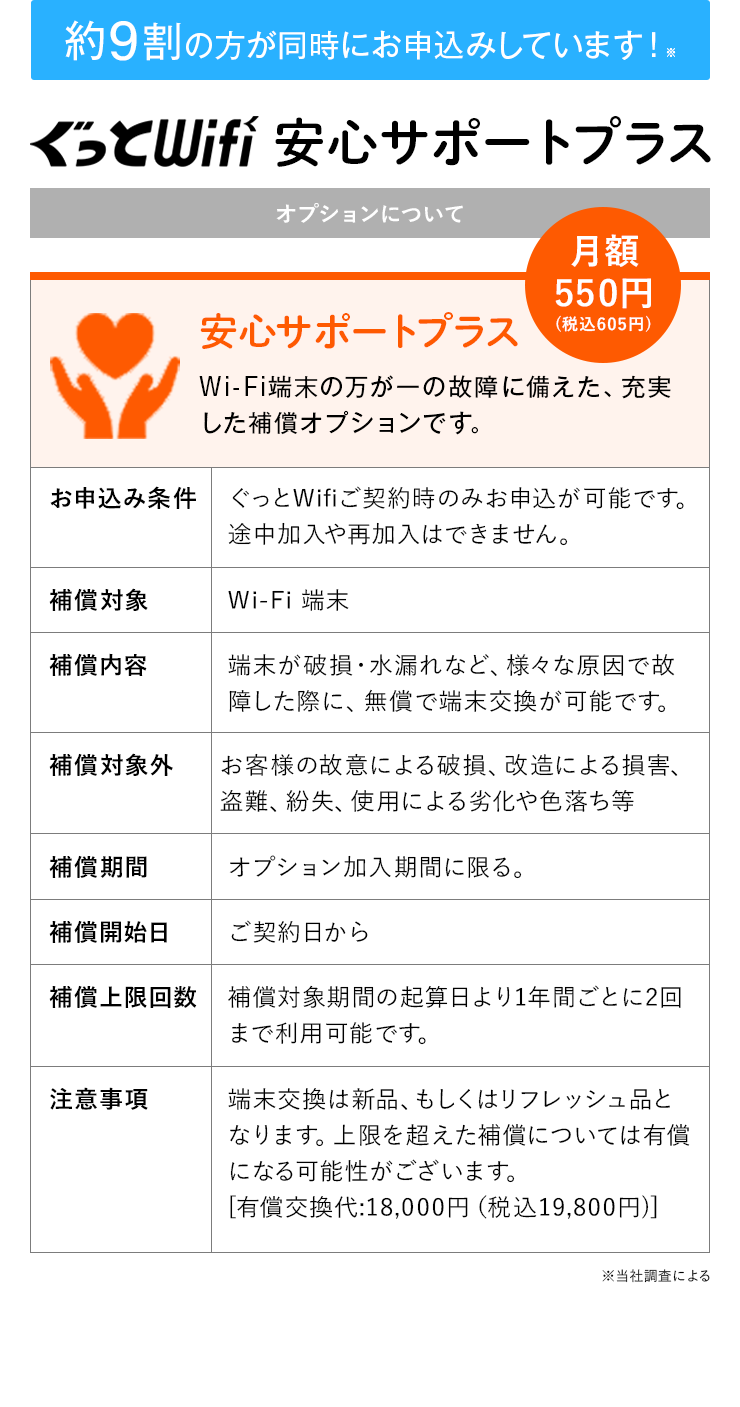 約9割の方が同時にお申込みしています！※
ぐっとWifi 安心サポートプラス
オプションについて
月額
550円
（税込605円）
安心サポートプラス
Wi-Fi端末の万が一の故障に備えた、充実
した補償オプションです。
お申込み条件
ぐっとWifiご契約時のみお申込が可能です。
途中加入や再加入はできません。
補償対象
Wi-Fi 端末
補償内容
端末が破損・水漏れなど、様々な原因で故
障した際に、無償で端末交換が可能です。
補償対象外
お客様の故意による破損、改造による損害、
盗難、紛失、使用による劣化や色落ち等
補償期間
オプション加入期間に限る。
補償開始日
ご契約日から
補償上限回数
補償対象期間の起算日より1年間ごとに2回
まで利用可能です。
注意事項
端末交換は新品、もしくはリフレッシュ品と
なります。上限を超えた補償については有償
になる可能性がございます。
[有償交換代:18,000円（税込19,800円)]
※当社調査による